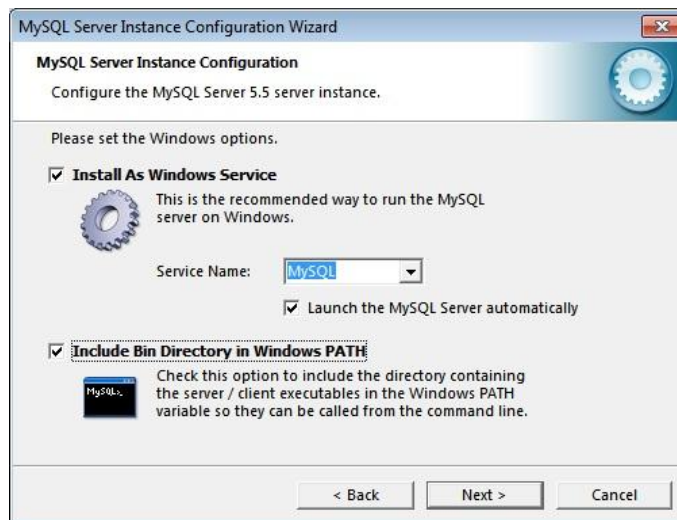 MySQL Server Instance Configuration Wizard
MySQL Server Instance Configuration
Configure the MySQL Server 5.5 server instance.
Please set the Windows options.
Install As Windows Service
This is the recommended way to run the MySQL
server on Windows.
Service Name: MySQL
Launch the MySQL Server automatically
Include Bin Directory in Windows PATH
MySQL>_
Check this option to include the directory containing
the server / client executables in the Windows PATH
variable so they can be called from the command line.
< Back Next > Cancel